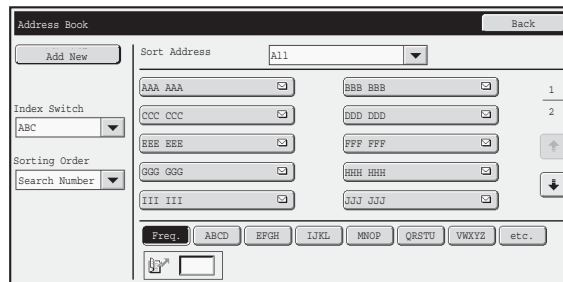 Address Book
Back
Add New
Sort Address
All
Index Switch
ABC
Sorting Order
Search Number
AAA AAA
BBB BBB
CCC CCC
DDD DDD
EEE EEE
FFF FFF
GGG GGG
HHH HHH
III III
JJJ JJJ
1
2
Freq. ABCD EFGH IJKL MNOP QRSTU VWXYZ etc.